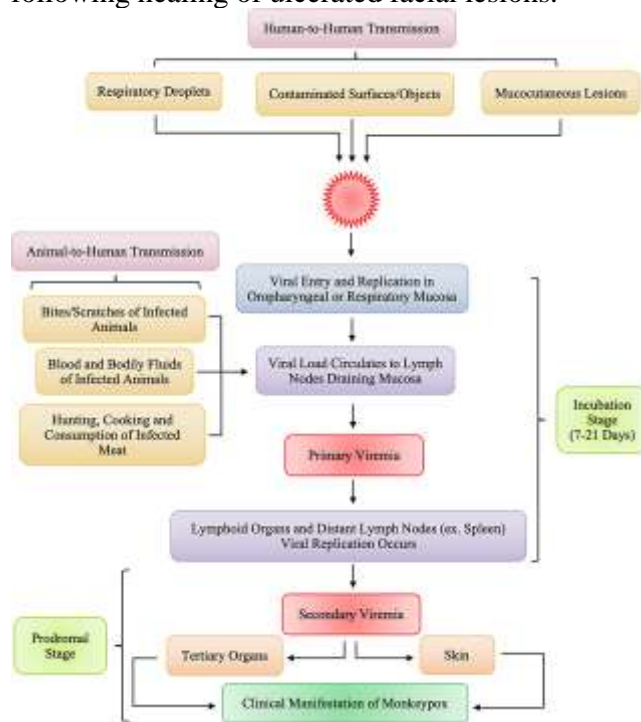 following healing of ulcerated facial lesions.
Human-to-Human Transmission
Respiratory Droplets
Contaminated Surfaces/Objects
Mucocutaneous Lesions
Animal-to-Human Transmission
Bites/Scratches of Infected
Animals
Blood and Bodily Fluids
of Infected Animals
Hunting, Cooking and
Consumption of Infected
Meat
Viral Entry and Replication in
Oropharyngeal or Respiratory Mucosa
Viral Load Circulates to Lymph
Nodes Draining Mucosa
Primary Viremia
Lymphoid Organs and Distant Lymph Nodes (ex. Spleen)
Viral Replication Occurs
Incubation
Stage
(7-21 Days)
Secondary Viremia
Prodromal
Stage
Tertiary Organs
Skin
Clinical Manifestation of Monkeypox